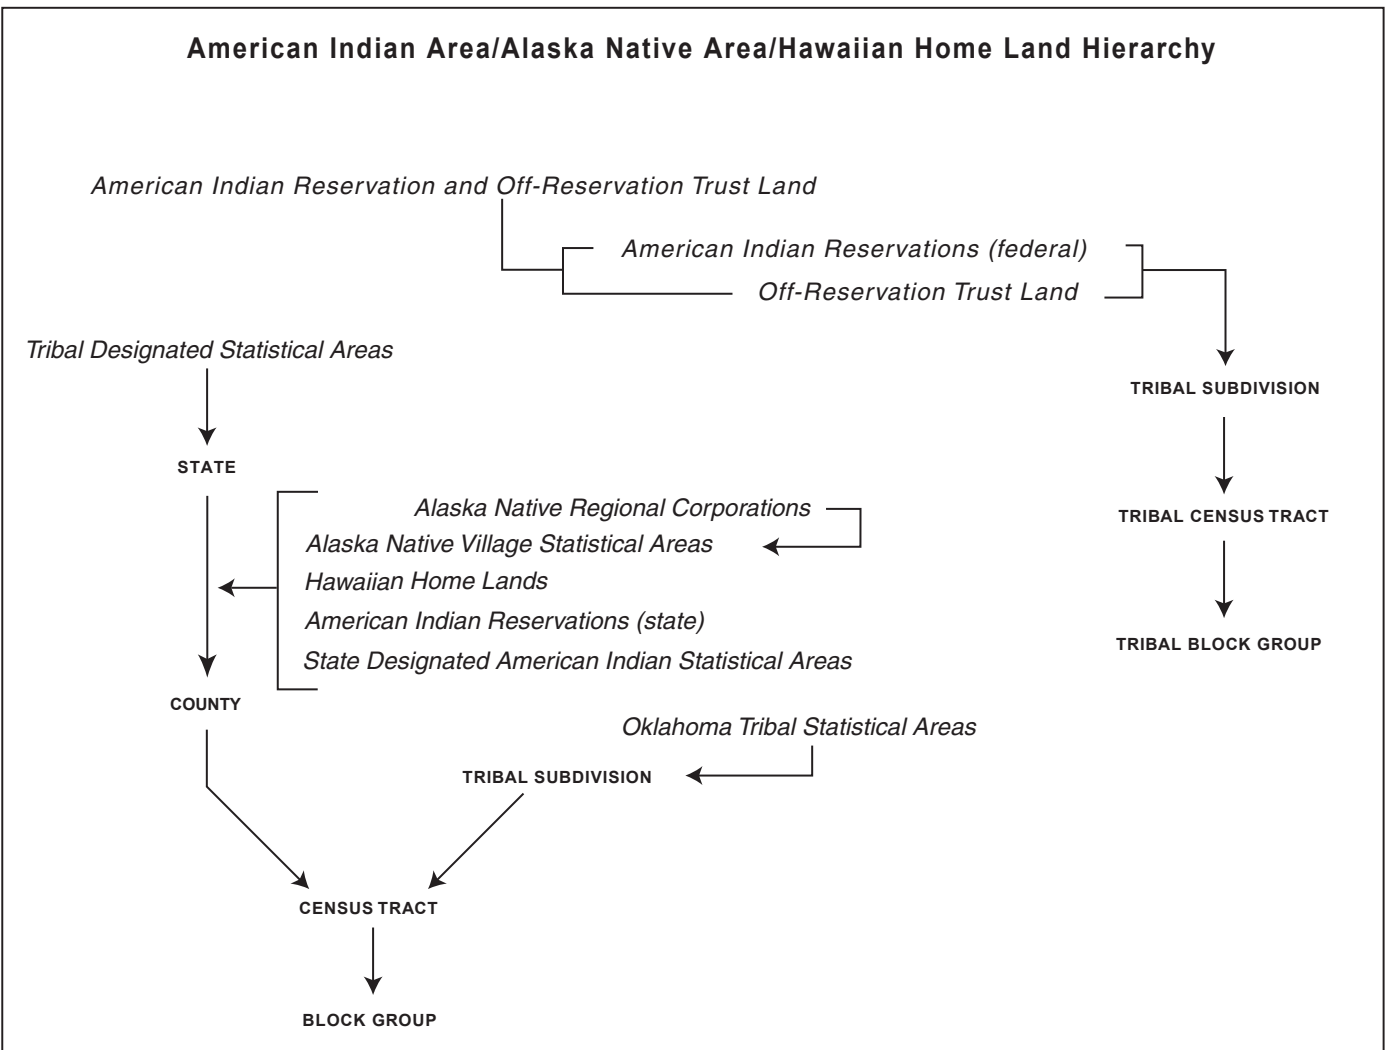 American Indian Area/Alaska Native Area/Hawaiian Home Land Hierarchy
American Indian Reservation and Off-Reservation Trust Land
American Indian Reservations (federal)
Off-Reservation Trust Land
Tribal Designated Statistical Areas
TRIBAL SUBDIVISION
STATE
Alaska Native Regional Corporations
TRIBAL CENSUS TRACT
Alaska Native Village Statistical Areas
Hawaiian Home Lands
American Indian Reservations (state)
TRIBAL BLOCK GROUP
State Designated American Indian Statistical Areas
COUNTY
Oklahoma Tribal Statistical Areas
TRIBAL SUBDIVISION
CENSUS TRACT
BLOCK GROUP